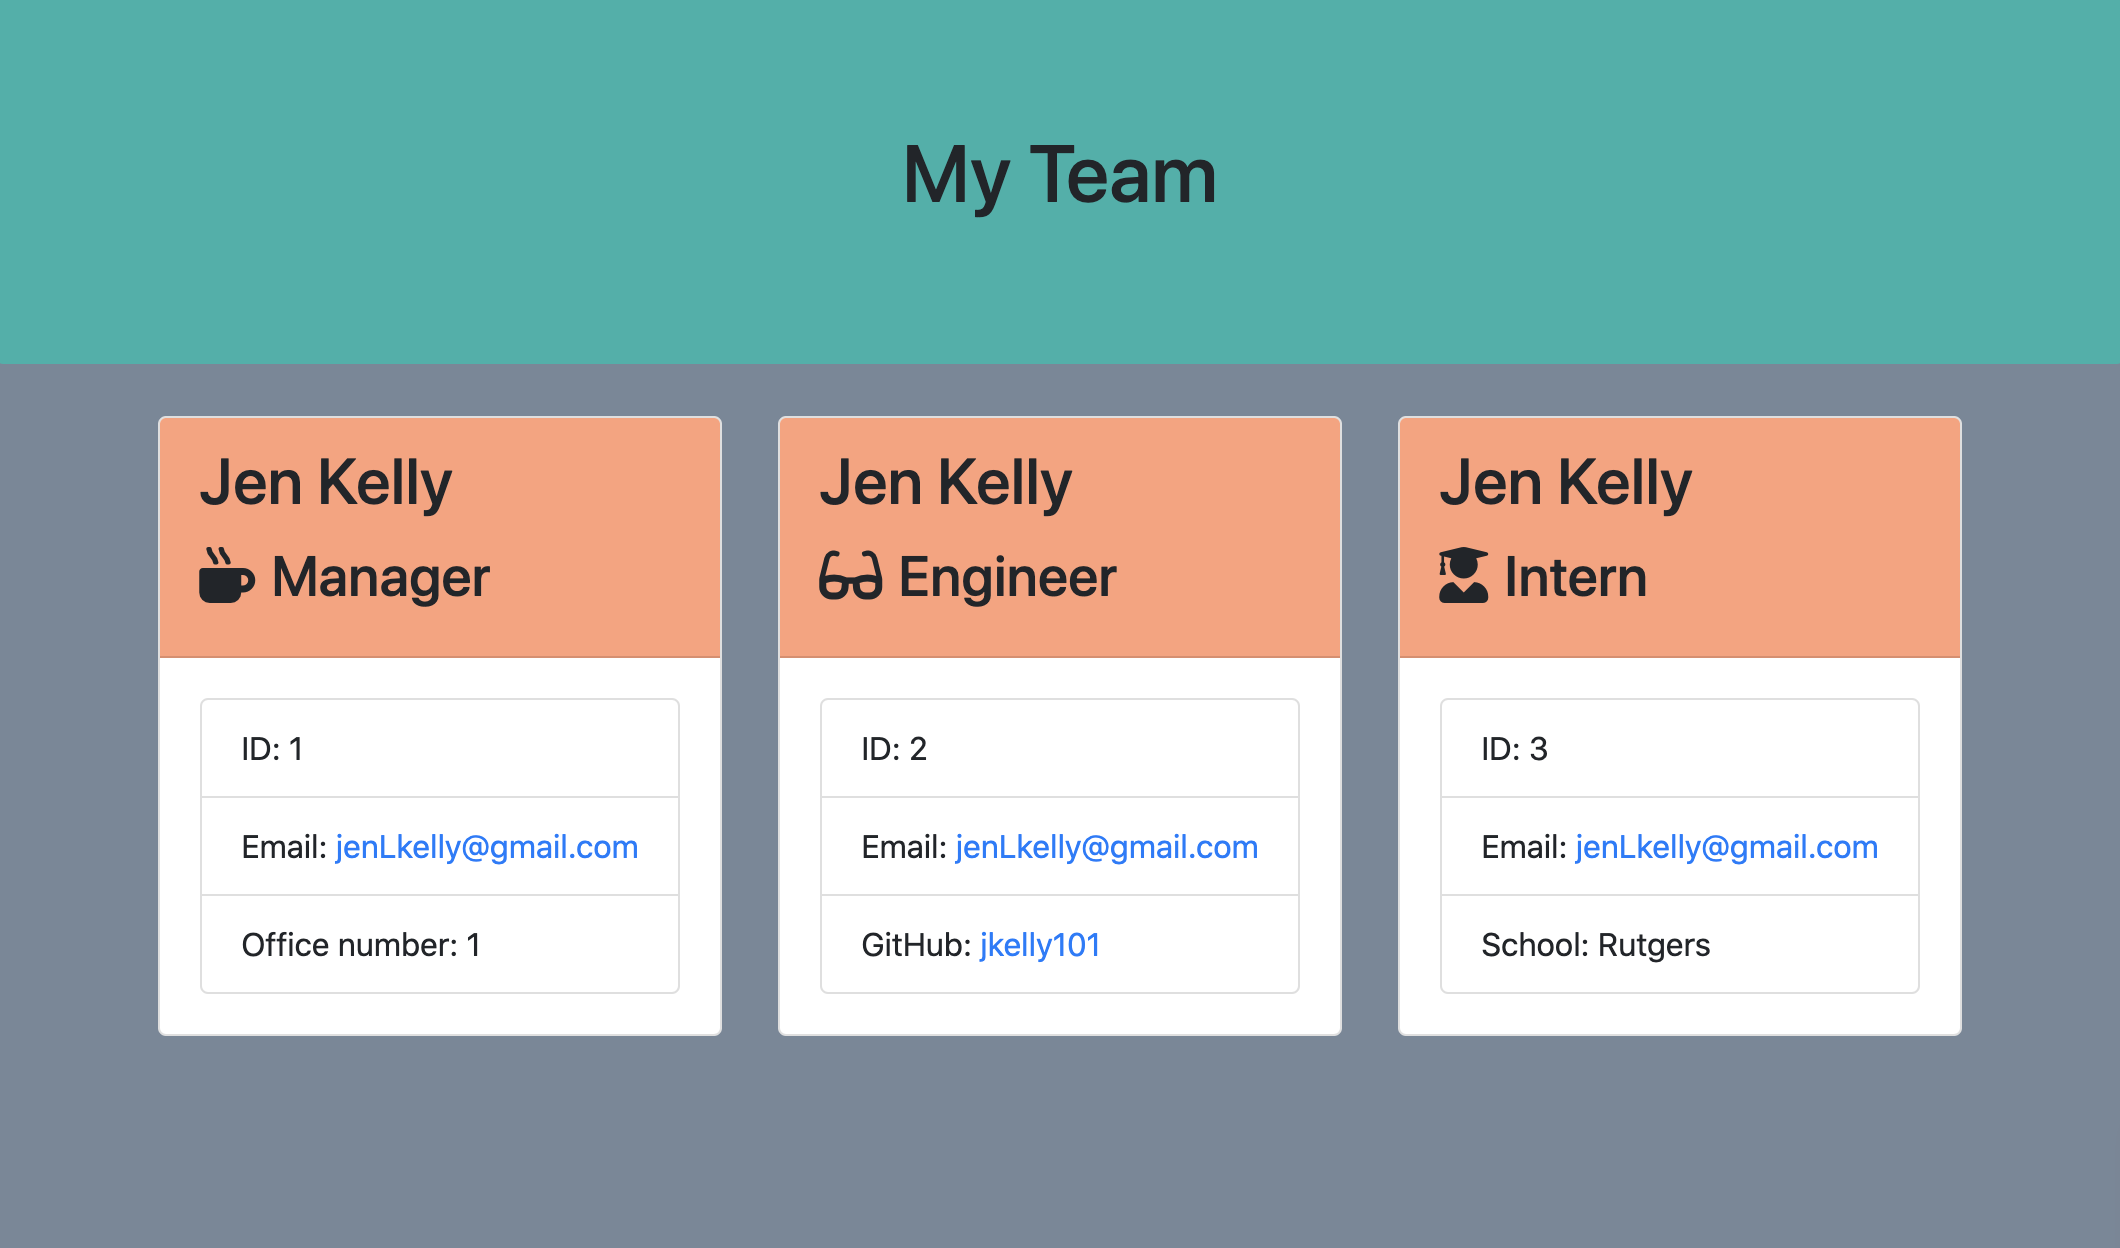 My Team
Jen Kelly
Manager
ID: 1
Email: jenLkelly@gmail.com
Office number: 1
Jen Kelly
Engineer
ID: 2
Email: jenLkelly@gmail.com
GitHub: jkelly101
Jen Kelly
Intern
ID: 3
Email: jenLkelly@gmail.com
School: Rutgers